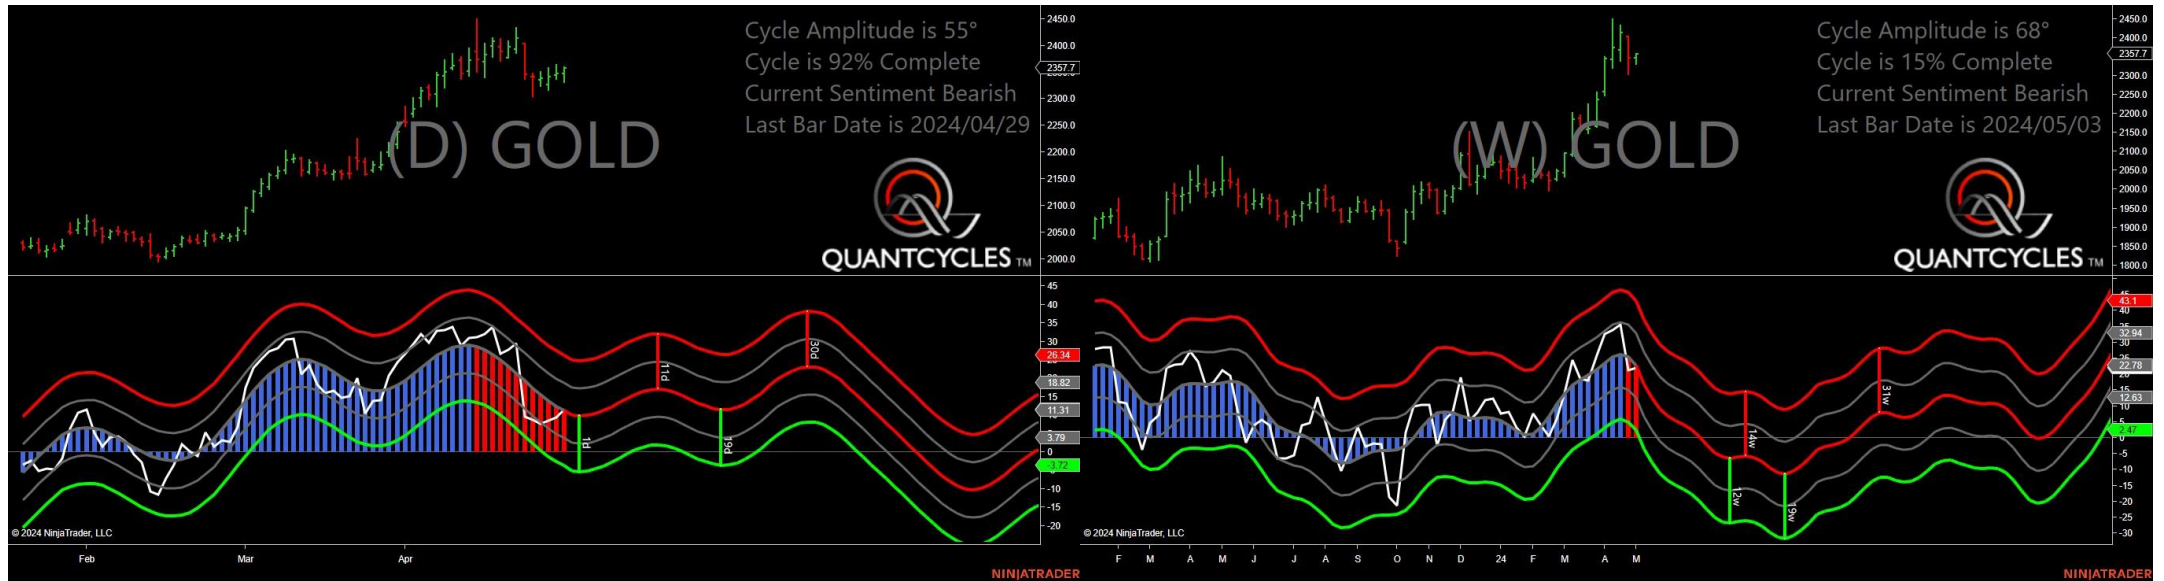 Cycle Amplitude is 55°
Cycle is 92% Complete
Current Sentiment Bearish
Last Bar Date is 2024/04/29
(D) GOLD
QUANTCYCLES TM
2450.0
2400.0
2357.7
2300.0
2250.0
2200.0
2150.0
2100.0
2050.0
2000.0
45
40
35
30
26.34
18.82
15
11.31
3.79
0
-3.72
-10
-15
-20
11d
30d
1d
19d
© 2024 NinjaTrader, LLC
Feb
Mar
Apr
NINJATRADER
Cycle Amplitude is 68°
Cycle is 15% Complete
Current Sentiment Bearish
Last Bar Date is 2024/05/03
(W) GOLD
QUANTCYCLES TM
2450.0
2400.0
2357.7
2300.0
2250.0
2200.0
2150.0
2100.0
2050.0
2000.0
1950.0
1900.0
1850.0
1800.0
43.1
32.94
30
22.78
15
12.63
5
2.47
0
-5
-10
-15
-20
-25
-30
14w
31w
12w
19w
© 2024 NinjaTrader, LLC
F
M
A
M
J
J
A
S
O
N
D
24
F
M
A
M
NINJATRADER